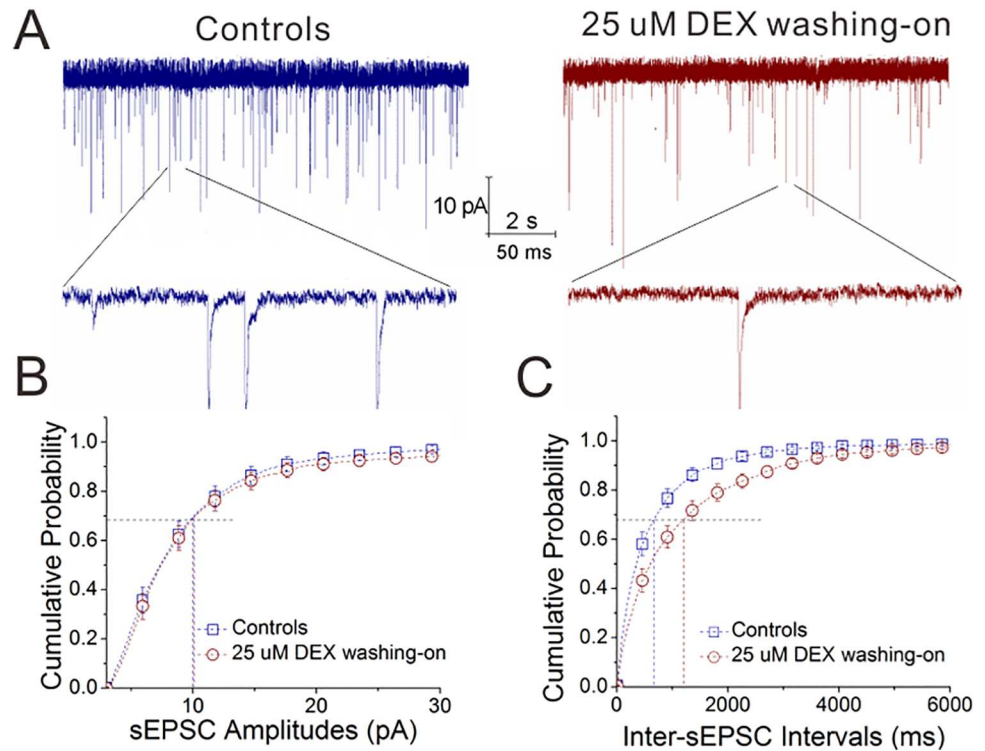 A
Controls
25 uM DEX washing-on
10 pA
2 s
50 ms
B
Cumulative Probability
1.0
0.8
0.6
0.4
0.2
0.0
Controls
25 uM DEX washing-on
10
20
30
sEPSC Amplitudes (pA)
C
Cumulative Probability
1.0
0.8
0.6
0.4
0.2
0.0
Controls
25 uM DEX washing-on
0
2000
4000
6000
Inter-sEPSC Intervals (ms)